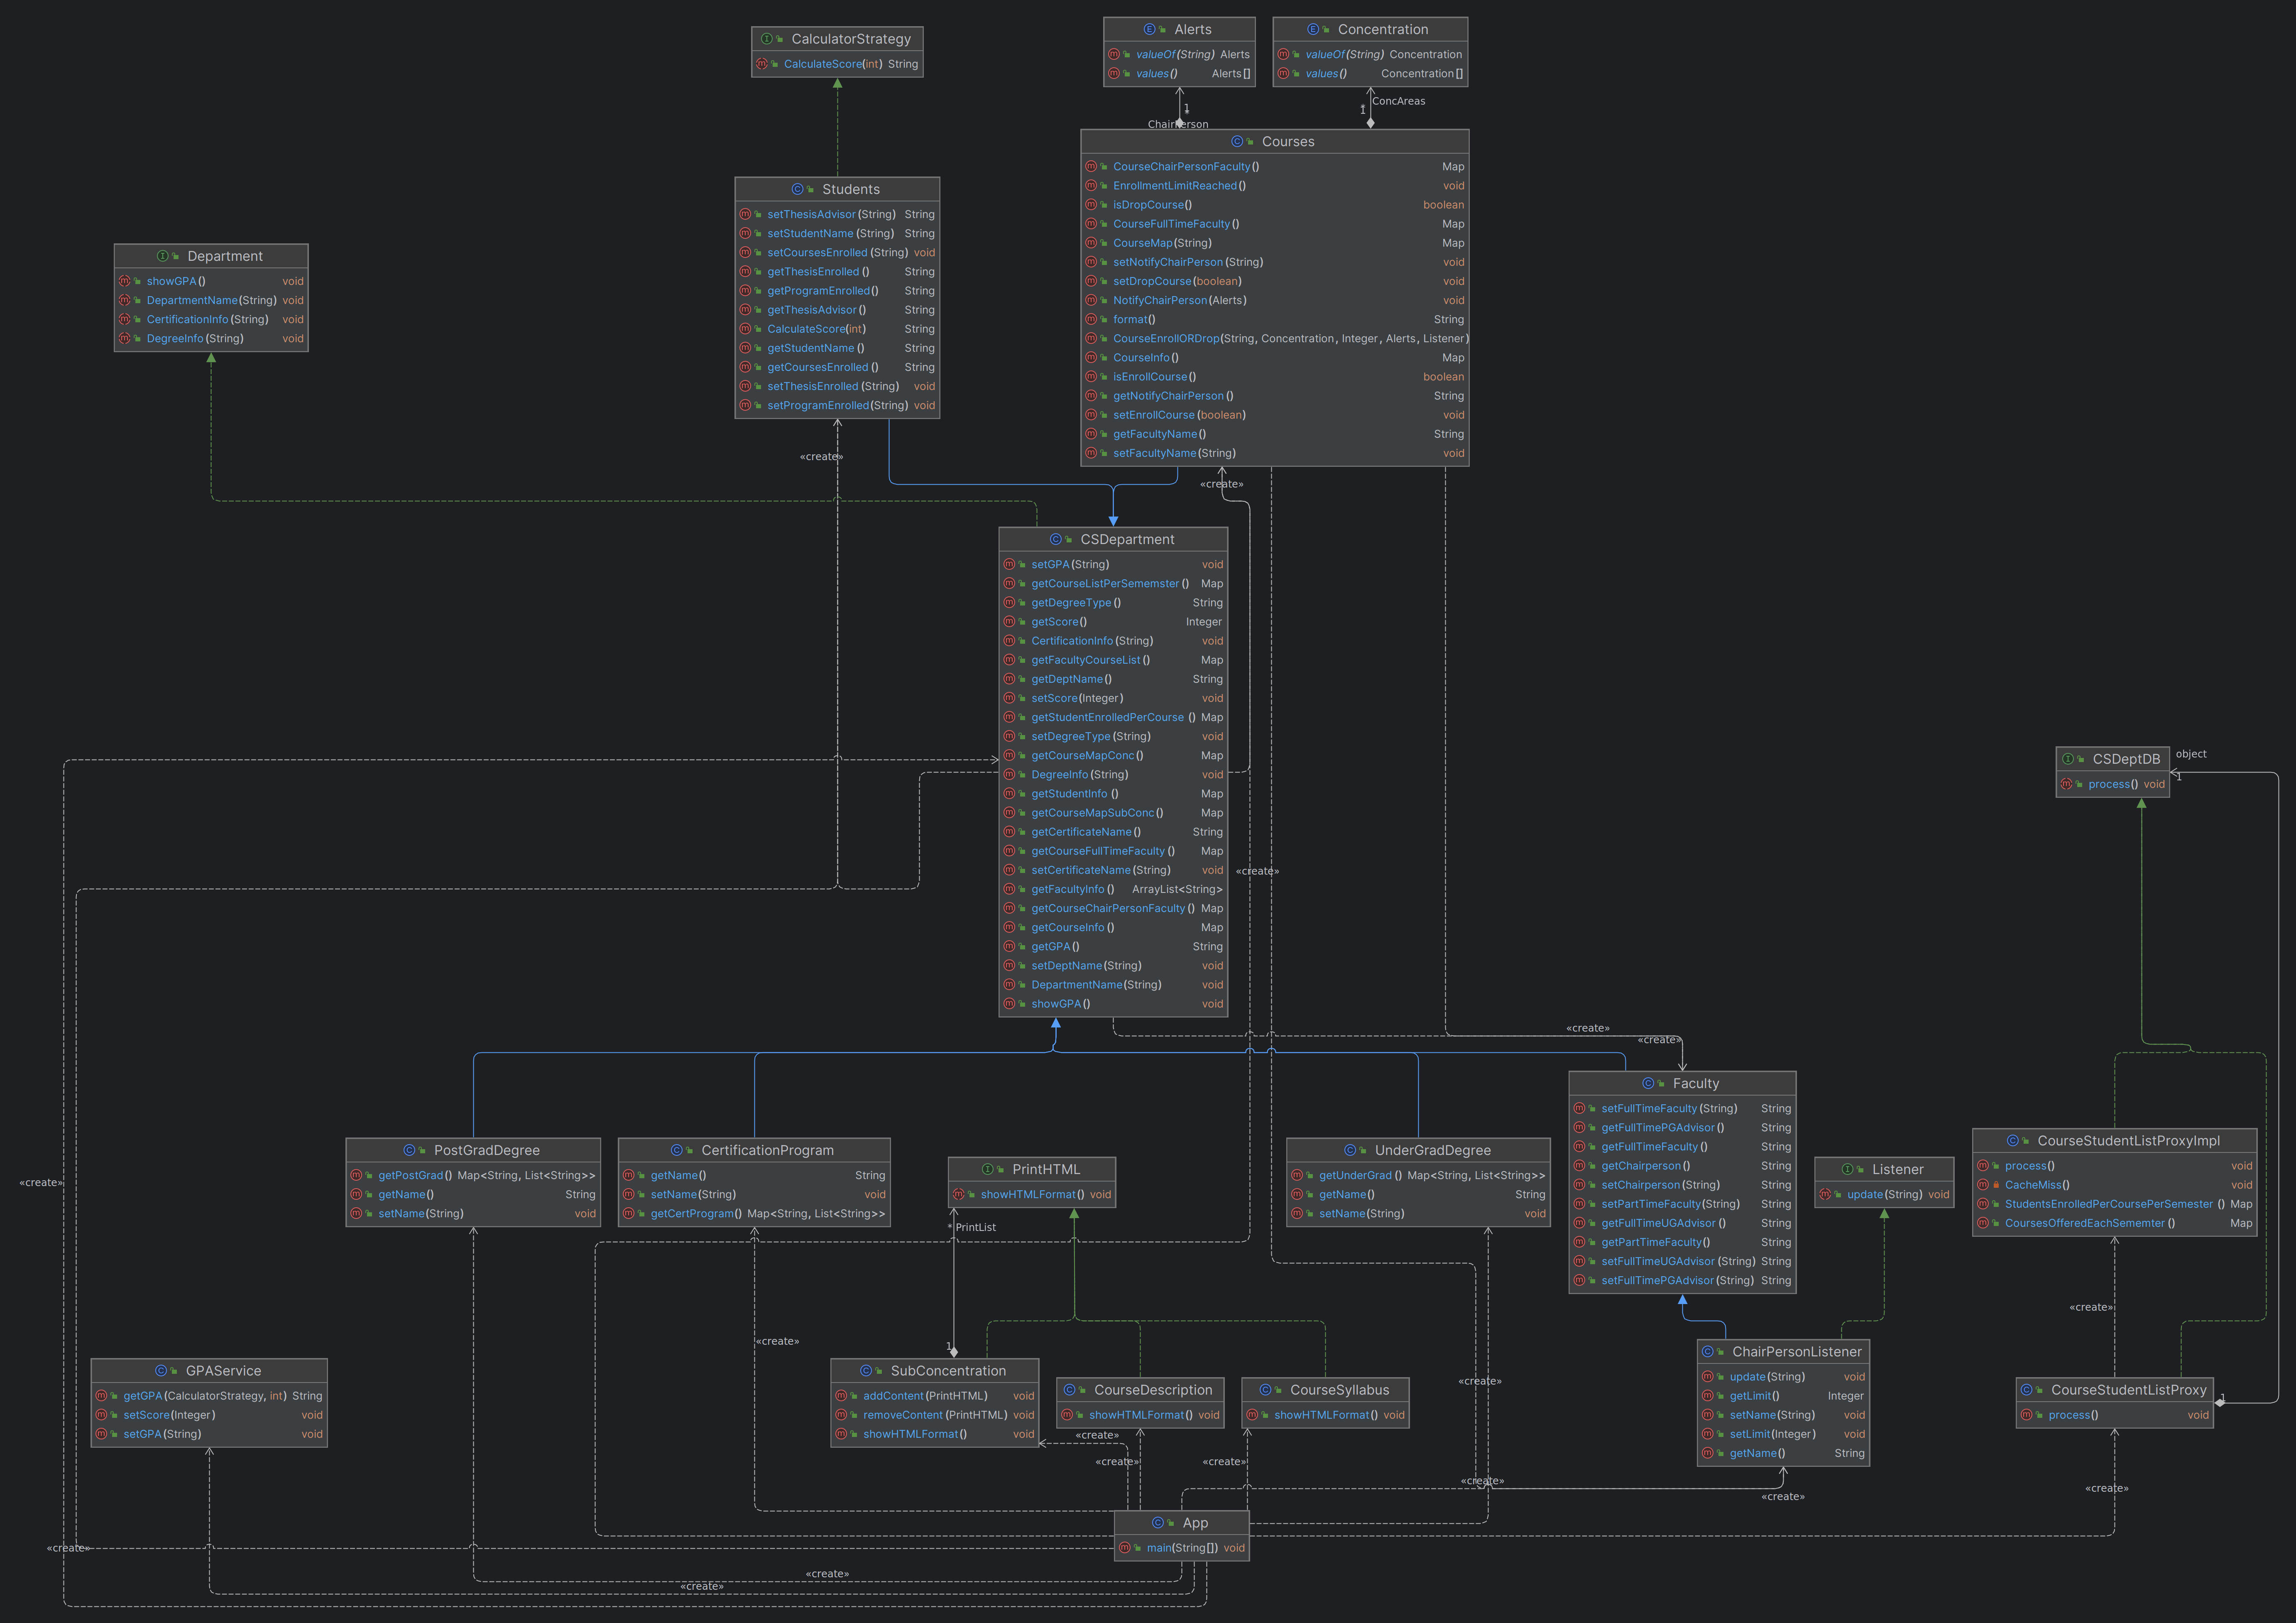 CalculatorStrategy
CalculateScore(int) String
Alerts
valueOf(String) Alerts
values() Alerts[]
Concentration
valueOf(String) Concentration
values() Concentration[]
1
*
ChairPerson
ConcAreas
*
1
Courses
CourseChairPersonFaculty() Map
EnrollmentLimitReached() void
isDropCourse() boolean
CourseFullTimeFaculty() Map
CourseMap(String) Map
setNotifyChairPerson(String) void
setDropCourse(boolean) void
NotifyChairPerson(Alerts) void
format() String
CourseEnrollORDrop(String, Concentration, Integer, Alerts, Listener)
CourseInfo() Map
isEnrollCourse() boolean
getNotifyChairPerson() String
setEnrollCourse(boolean) void
getFacultyName() String
setFacultyName(String) void
Students
setThesisAdvisor(String) String
setStudentName(String) String
setCoursesEnrolled(String) void
getThesisEnrolled() String
getProgramEnrolled() String
getThesisAdvisor() String
CalculateScore(int) String
getStudentName() String
getCoursesEnrolled() String
setThesisEnrolled(String) void
setProgramEnrolled(String) void
Department
showGPA() void
DepartmentName(String) void
CertificationInfo(String) void
DegreeInfo(String) void
«create»
«create»
CSDepartment
setGPA(String) void
getCourseListPerSememster() Map
getDegreeType() String
getScore() Integer
CertificationInfo(String) void
getFacultyCourseList() Map
getDeptName() String
setScore(Integer) void
getStudentEnrolledPerCourse() Map
setDegreeType(String) void
getCourseMapConc() Map
DegreeInfo(String) void
getStudentInfo() Map
getCourseMapSubConc() Map
getCertificateName() String
getCourseFullTimeFaculty() Map
setCertificateName(String) void
getFacultyInfo() ArrayList<String>
getCourseChairPersonFaculty() Map
getCourseInfo() Map
getGPA() String
setDeptName(String) void
DepartmentName(String) void
showGPA() void
«create»
CSDeptDB
process() void
object
1
«create»
«create»
Faculty
setFullTimeFaculty(String) String
getFullTimePGAdvisor() String
getFullTimeFaculty() String
getChairperson() String
setChairperson(String) String
setPartTimeFaculty(String) String
getFullTimeUGAdvisor() String
getPartTimeFaculty() String
setFullTimeUGAdvisor(String) String
setFullTimePGAdvisor(String) String
PostGradDegree
getPostGrad() Map<String, List<String>>
getName() String
setName(String) void
CertificationProgram
getName() String
setName(String) void
getCertProgram() Map<String, List<String>>
PrintHTML
showHTMLFormat() void
* PrintList
1
UnderGradDegree
getUnderGrad() Map<String, List<String>>
getName() String
setName(String) void
Listener
update(String) void
CourseStudentListProxyImpl
process() void
CacheMiss() void
StudentsEnrolledPerCoursePerSemester() Map
CoursesOfferedEachSememter() Map
«create»
«create»
«create»
«create»
GPAService
getGPA(CalculatorStrategy, int) String
setScore(Integer) void
setGPA(String) void
SubConcentration
addContent(PrintHTML) void
removeContent(PrintHTML) void
showHTMLFormat() void
CourseDescription
showHTMLFormat() void
CourseSyllabus
showHTMLFormat() void
ChairPersonListener
update(String) void
getLimit() Integer
setName(String) void
setLimit(Integer) void
getName() String
CourseStudentListProxy
process() void
1
«create»
«create»
«create»
«create»
«create»
«create»
App
main(String[]) void
«create»
«create»
«create»